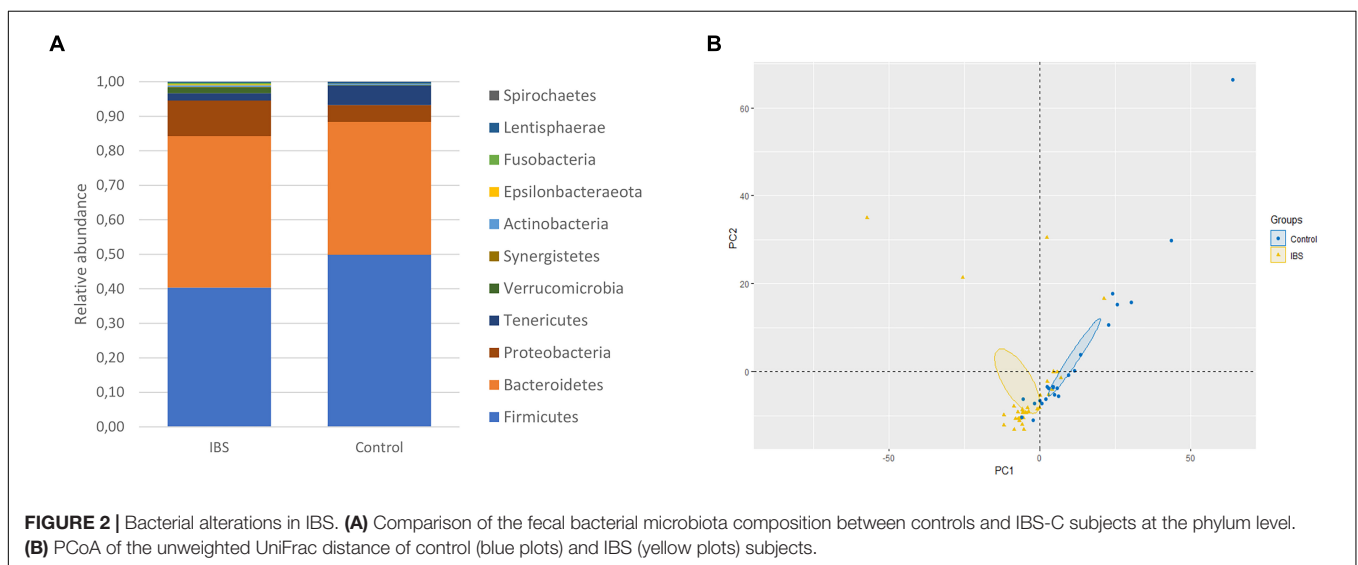 A
B
1,00
0,90
0,80
0,70
0,60
0,50
0,40
0,30
0,20
0,10
0,00
Relative abundance
IBS
Control
Spirochaetes
Lentisphaerae
Fusobacteria
Epsilonbacteraeota
Actinobacteria
Synergistetes
Verrucomicrobia
Tenericutes
Proteobacteria
Bacteroidetes
Firmicutes
60
40
20
0
PC2
-50
0
50
PC1
Groups
Control
IBS
FIGURE 2 | Bacterial alterations in IBS. (A) Comparison of the fecal bacterial microbiota composition between controls and IBS-C subjects at the phylum level.
(B) PCoA of the unweighted UniFrac distance of control (blue plots) and IBS (yellow plots) subjects.